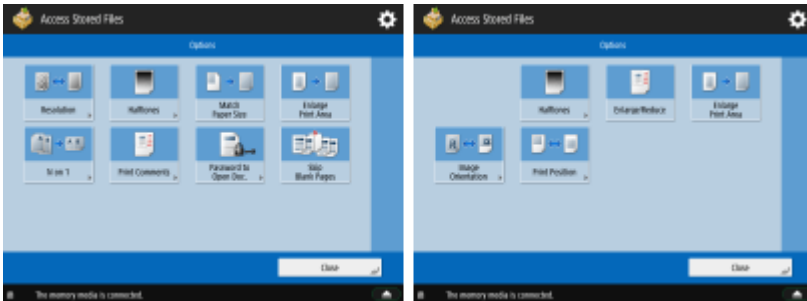 Access Stored Files
Options
Resolution
Halftones
Match
Paper Size
Enlarge
Print Area
N on 1
Print Comments
Password to
Open Doc.
Skip
Blank Pages
Close
The memory media is connected.
Access Stored Files
Options
Halftones
Enlarge/Reduce
Enlarge
Print Area
Image
Orientation
Print Position
Close
The memory media is connected.